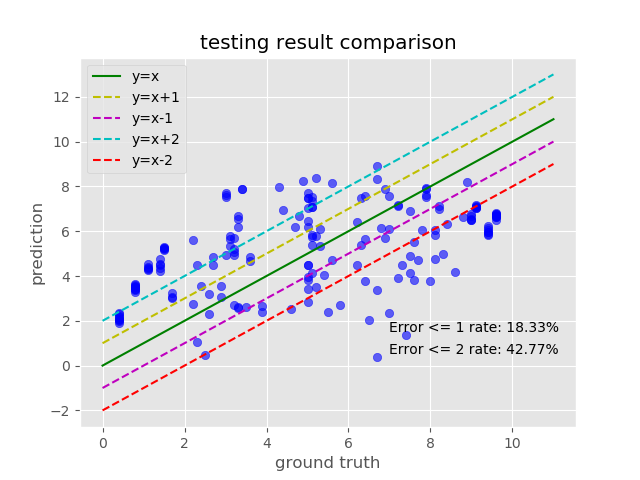 testing result comparison
y=x
y=x+1
y=x-1
y=x+2
y=x-2
12
10
8
6
4
2
0
−2
prediction
Error <= 1 rate: 18.33%
Error <= 2 rate: 42.77%
0 2 4 6 8 10
ground truth